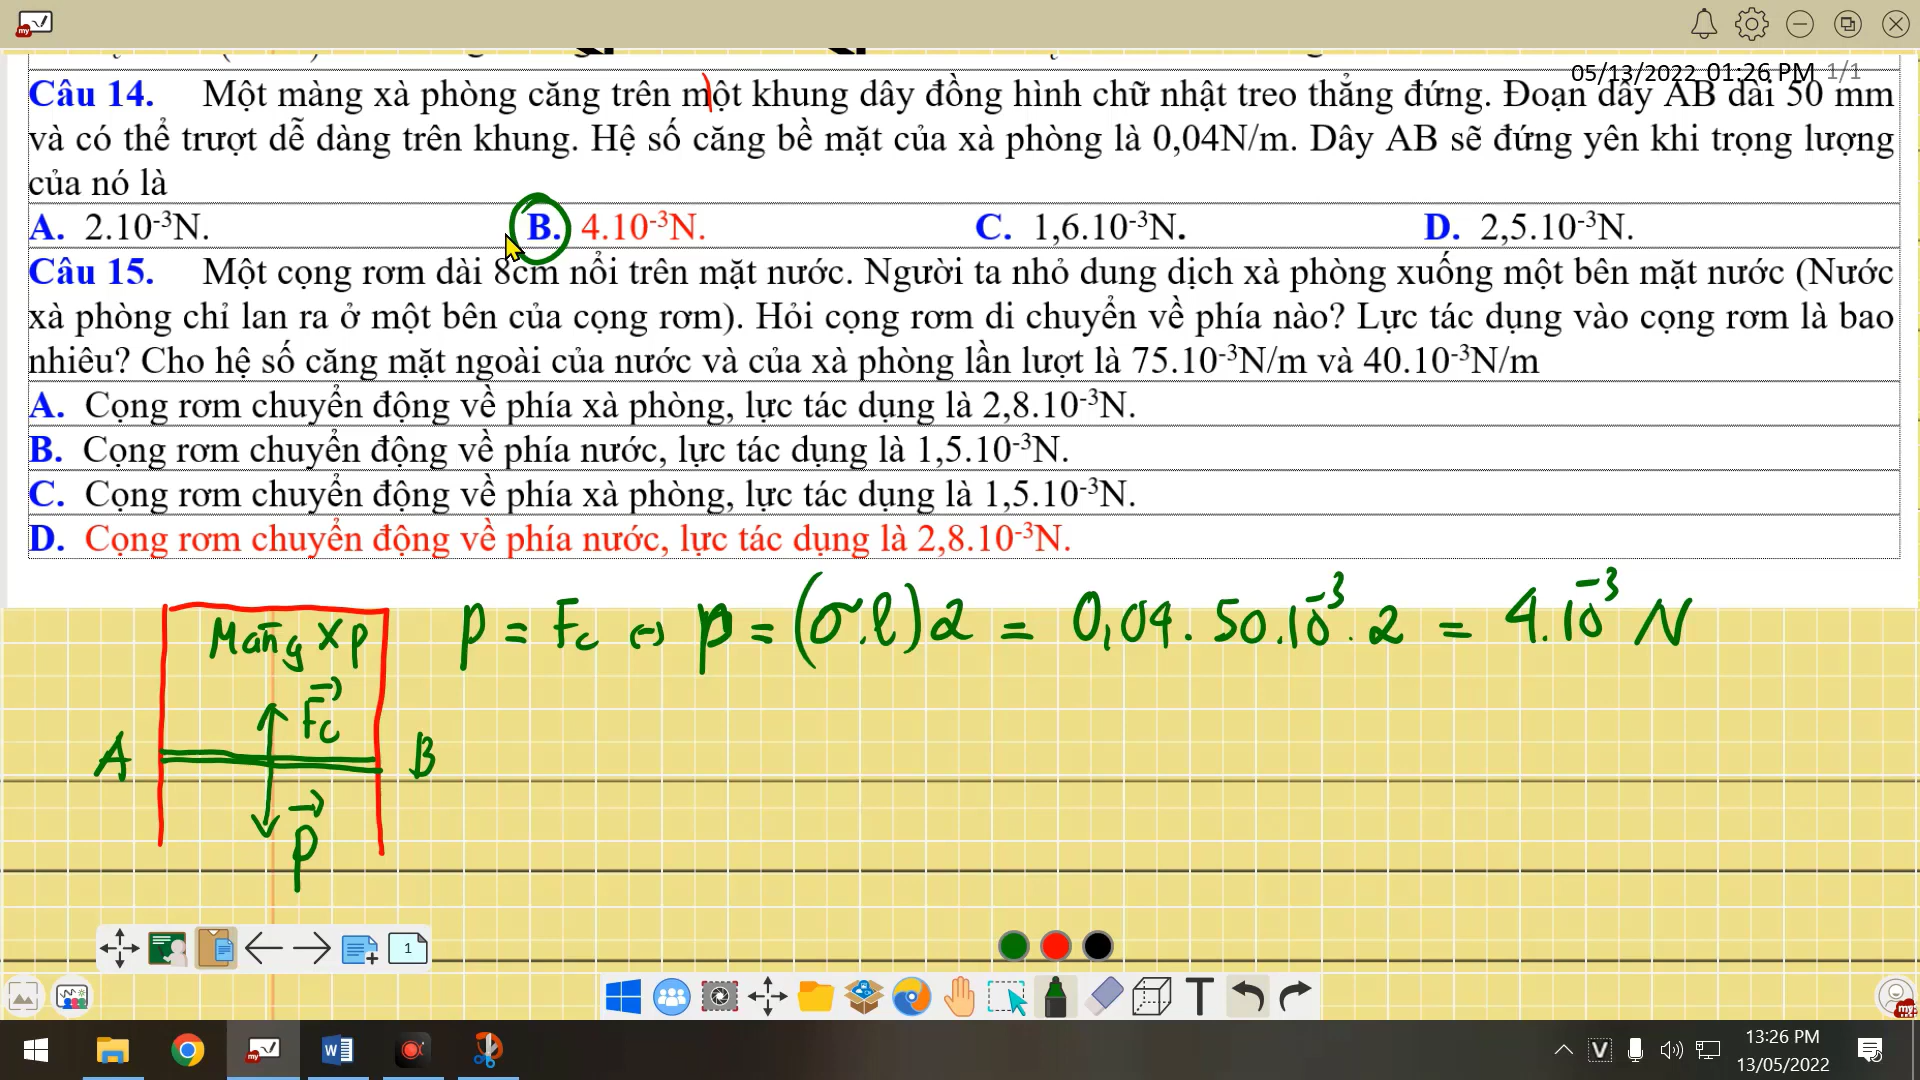 05/13/2022 01:26 PM 1/1
Câu 14. Một màng xà phòng căng trên một khung dây đồng hình chữ nhật treo thẳng đứng. Đoạn dây AB dài 50 mm
và có thể trượt dễ dàng trên khung. Hệ số căng bề mặt của xà phòng là 0,04N/m. Dây AB sẽ đứng yên khi trọng lượng
của nó là
A. 2.10⁻³N. B. 4.10⁻³N. C. 1,6.10⁻³N. D. 2,5.10⁻³N.
Câu 15. Một cọng rơm dài 8cm nổi trên mặt nước. Người ta nhỏ dung dịch xà phòng xuống một bên mặt nước (Nước
xà phòng chỉ lan ra ở một bên của cọng rơm). Hỏi cọng rơm di chuyển về phía nào? Lực tác dụng vào cọng rơm là bao
nhiêu? Cho hệ số căng mặt ngoài của nước và của xà phòng lần lượt là 75.10⁻³N/m và 40.10⁻³N/m
A. Cọng rơm chuyển động về phía xà phòng, lực tác dụng là 2,8.10⁻³N.
B. Cọng rơm chuyển động về phía nước, lực tác dụng là 1,5.10⁻³N.
C. Cọng rơm chuyển động về phía xà phòng, lực tác dụng là 1,5.10⁻³N.
D. Cọng rơm chuyển động về phía nước, lực tác dụng là 2,8.10⁻³N.
P = Fc ↔ P = (σ.l)2 = 0,04.50.10⁻³.2 = 4.10⁻³ N
Màng XP
Fc
A B
P
1
my
V
13:26 PM
13/05/2022